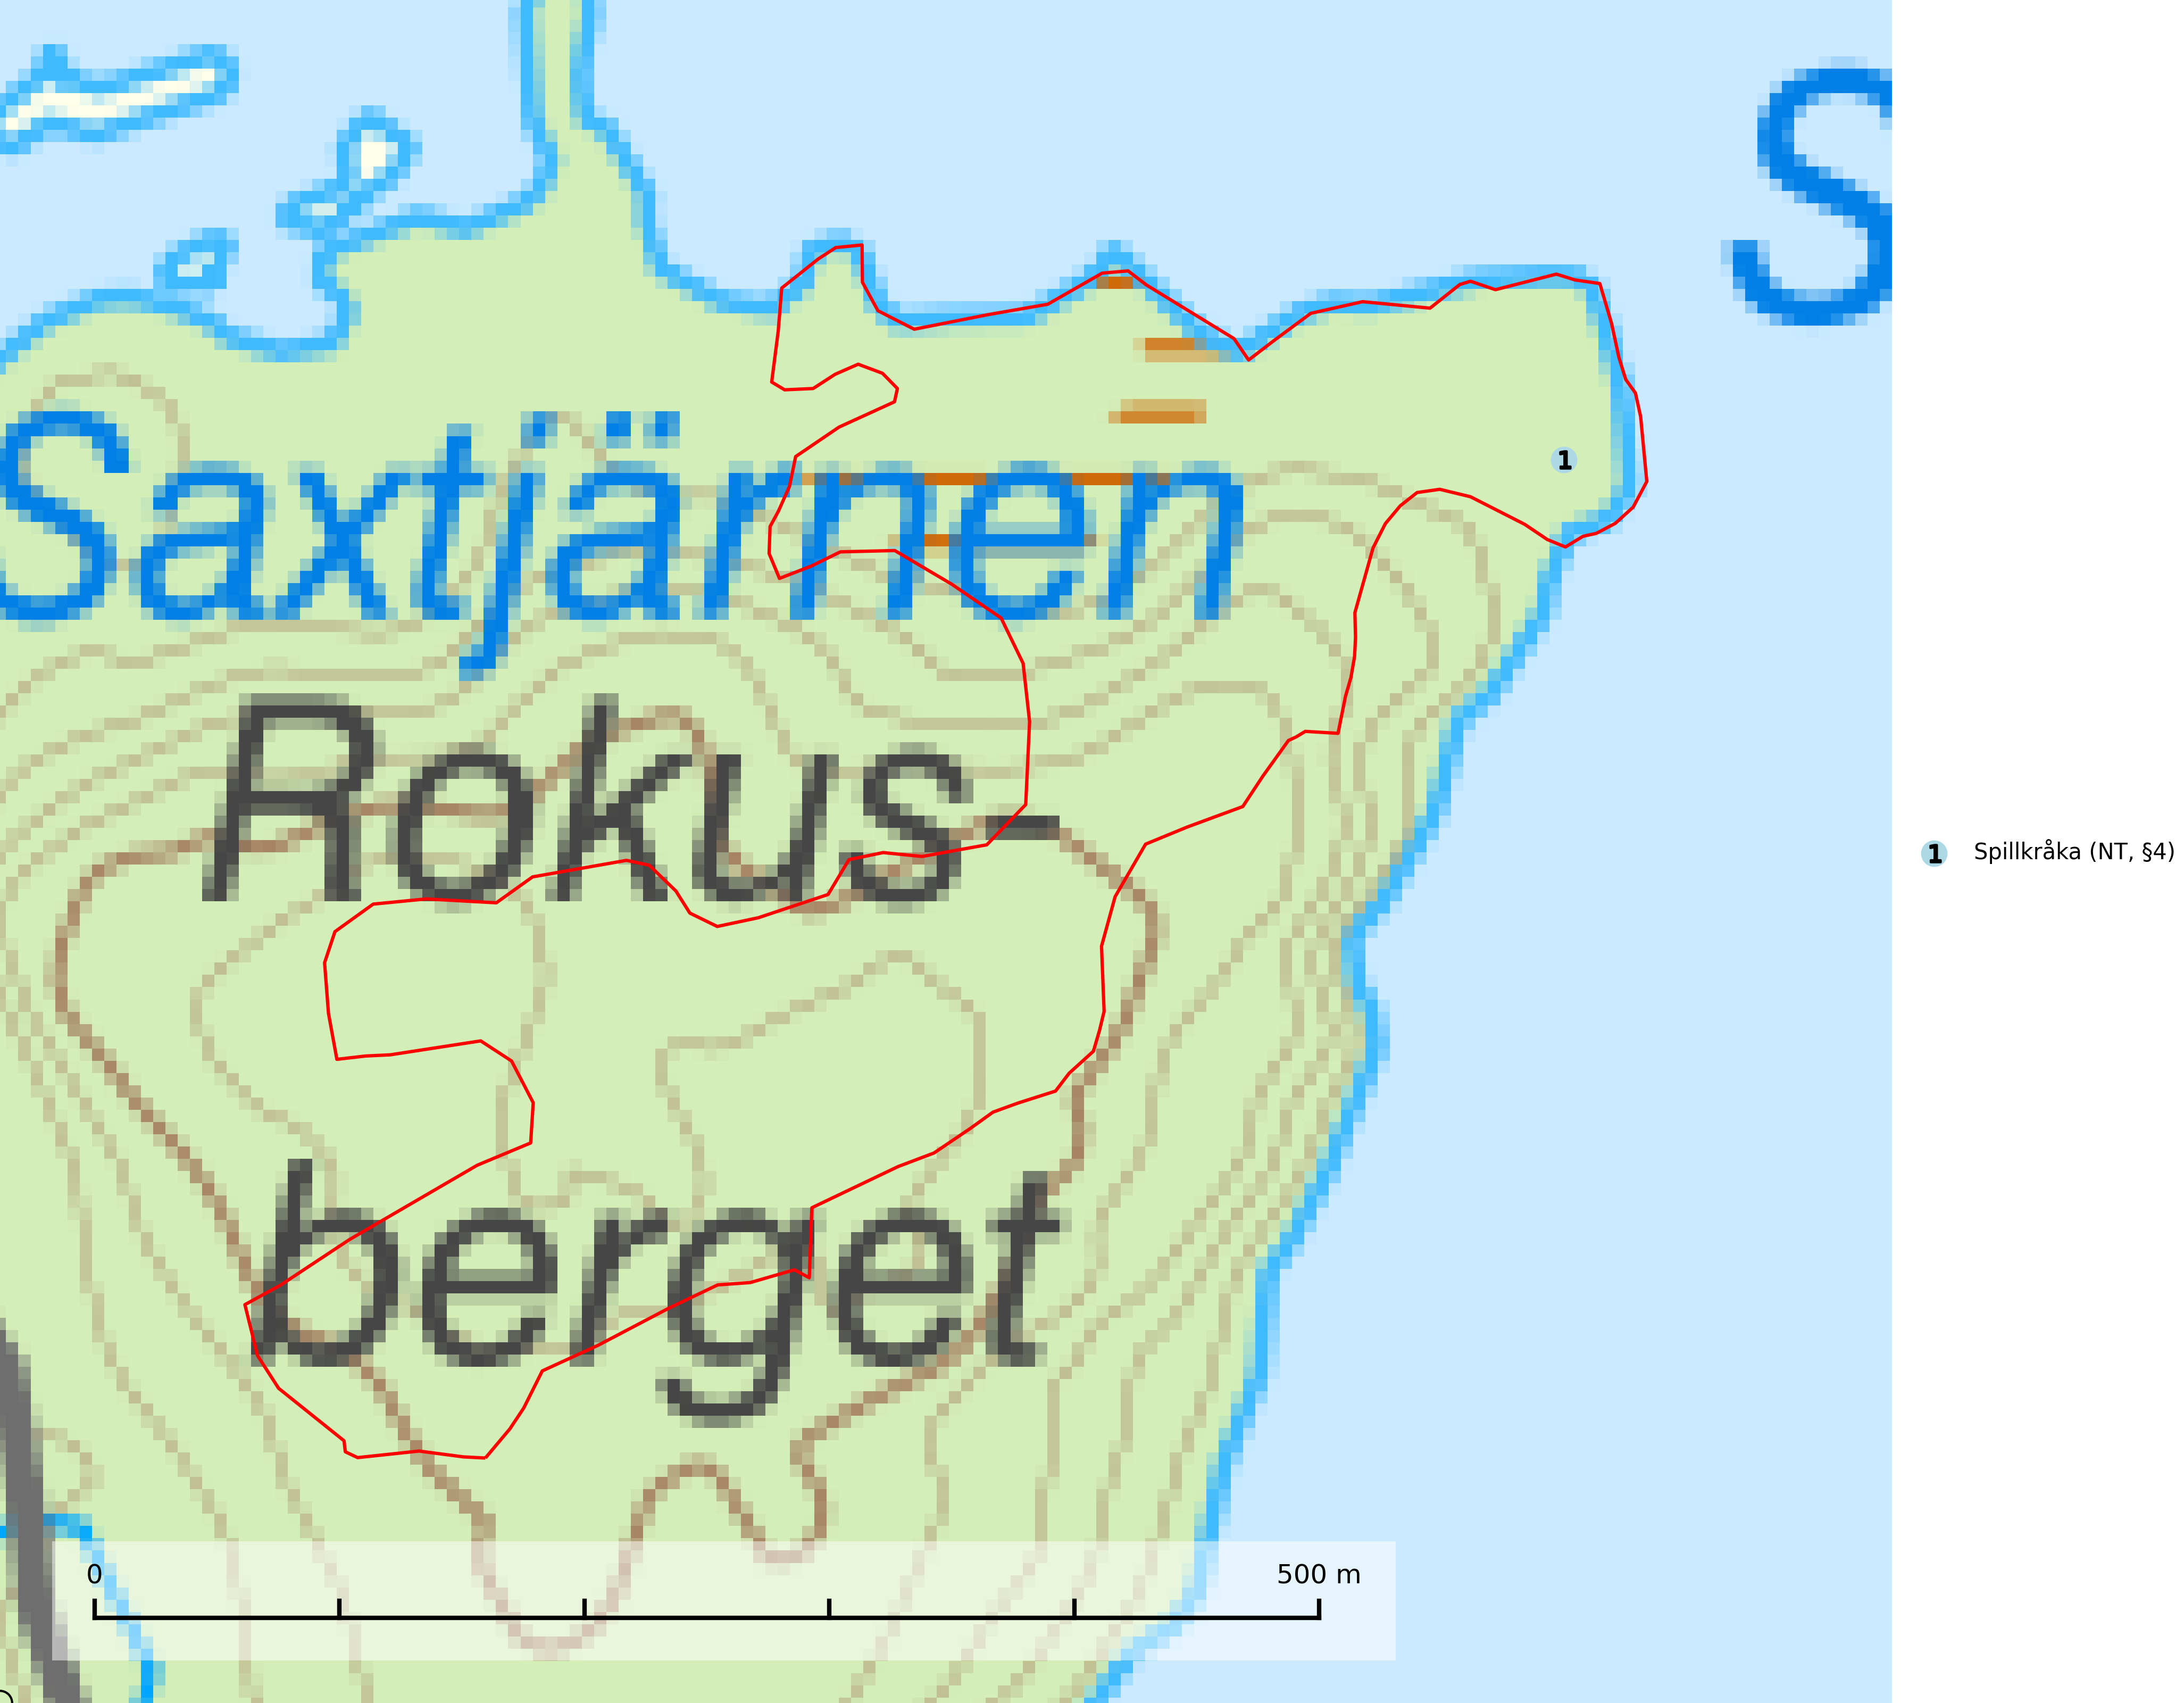 S
Saxtjärnen
1
Rokus-
1 Spillkråka (NT, §4)
berget
0 500 m